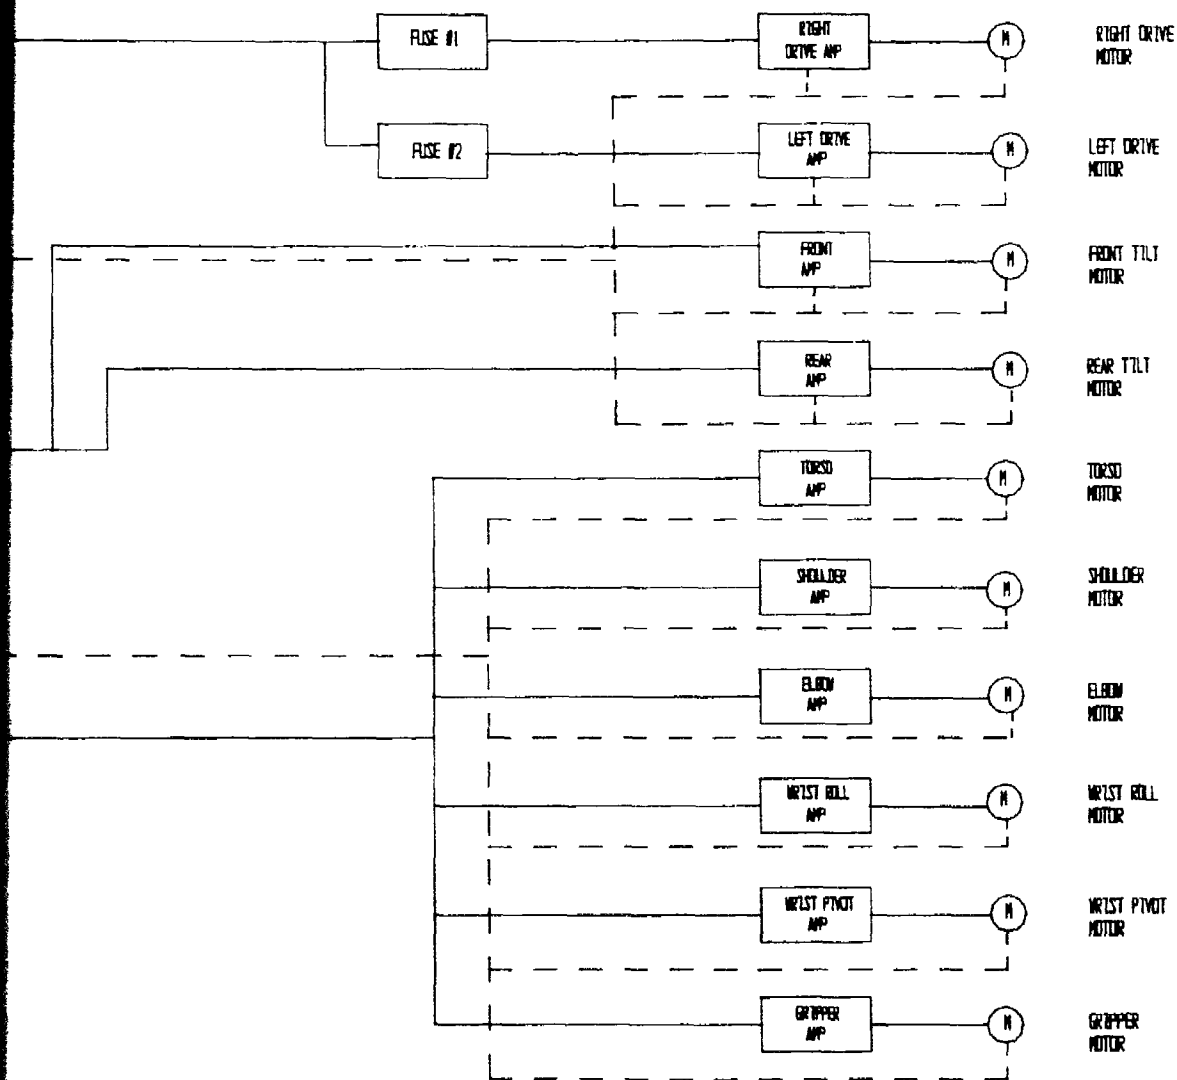 FUSE #1
RIGHT
DRIVE AMP
M
RIGHT DRIVE
MOTOR
FUSE #2
LEFT DRIVE
AMP
M
LEFT DRIVE
MOTOR
FRONT
AMP
M
FRONT TILT
MOTOR
REAR
AMP
M
REAR TILT
MOTOR
TORSO
AMP
M
TORSO
MOTOR
SHOULDER
AMP
M
SHOULDER
MOTOR
ELBOW
AMP
M
ELBOW
MOTOR
WRIST ROLL
AMP
M
WRIST ROLL
MOTOR
WRIST PIVOT
AMP
M
WRIST PIVOT
MOTOR
GRIPPER
AMP
M
GRIPPER
MOTOR